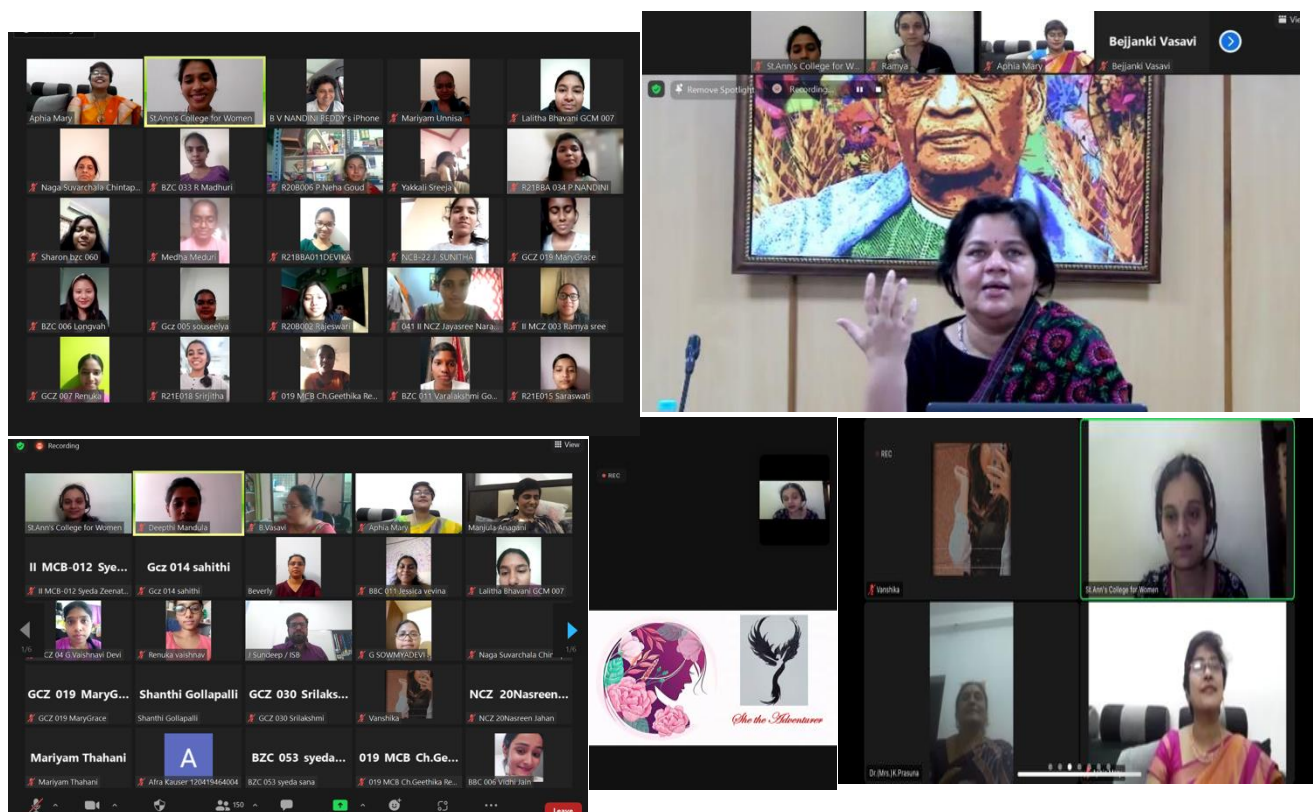 Aphia Mary
St.Ann's College for Women
B V NANDINI REDDY's iPhone
Mariyam Unnisa
Lalitha Bhavani GCM 007
Naga Suvarchala Chintap...
BZC 033 R Madhuri
R20B006 P.Neha Goud
Yakkali Sreeja
R21BBA 034 P.NANDINI
Sharon bzc 060
Medha Meduri
R21BBA011DEVIKA
NCB-22 J. SUNITHA
GCZ 019 MaryGrace
BZC 006 Longvah
Gcz 005 souseelya
R20B002 Rajeswari
041 II NCZ Jayasree Nara...
II MCZ 003 Ramya sree
GCZ 007 Renuka
R21E018 Srirjitha
019 MCB Ch.Geethika Re...
BZC 011 Varalakshmi Go...
R21E015 Saraswati
St.Ann's College for W...
Ramya
Aphia Mary
Bejjanki Vasavi
Bejjanki Vasavi
Remove Spotlight
Recording...
Recording
View
St.Ann's College for Women
Deepthi Mandula
B.Vasavi
Aphia Mary
Manjula Anagani
II MCB-012 Sye...
Gcz 014 sahithi
II MCB-012 Syeda Zeenat...
Gcz 014 sahithi
Beverly
BBC 011 Jessica vevina
Lalitha Bhavani GCM 007
1/6
CZ 04 G.Vaishnavi Devi
Renuka vaishnav
J Sundeep / ISB
G SOWMYADEVI
Naga Suvarchala Chin
1/6
GCZ 019 MaryG...
Shanthi Gollapalli
GCZ 030 Srilaks...
NCZ 20Nasreen...
GCZ 019 MaryGrace
Shanthi Gollapalli
GCZ 030 Srilakshmi
Vanshika
NCZ 20Nasreen Jahan
Mariyam Thahani
A
BZC 053 syeda...
019 MCB Ch.Ge...
Mariyam Thahani
Afra Kauser 120419464004
BZC 053 syeda sana
019 MCB Ch.Geethika Re...
BBC 006 Vidhi Jain
150
Leave
REC
She the Adventurer
REC
Vanshika
St.Ann's College for Women
Dr.(Mrs.)K.Prasuna